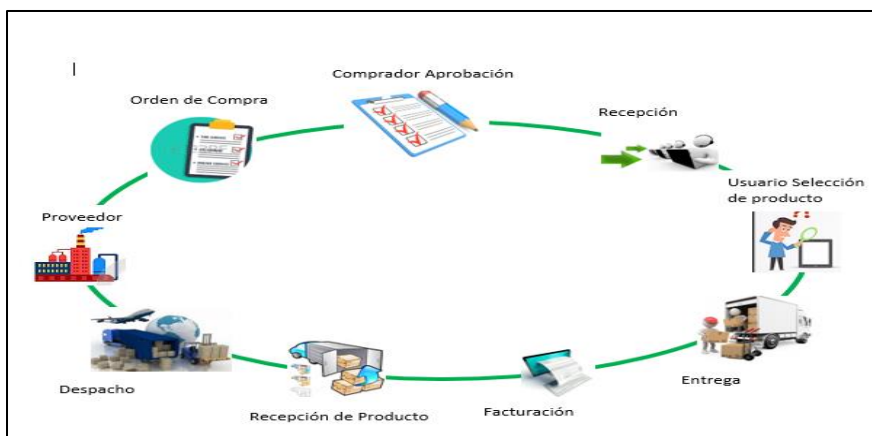 Comprador Aprobación
Orden de Compra
Recepción
Usuario Selección
de producto
Proveedor
Despacho
Recepción de Producto
Facturación
Entrega